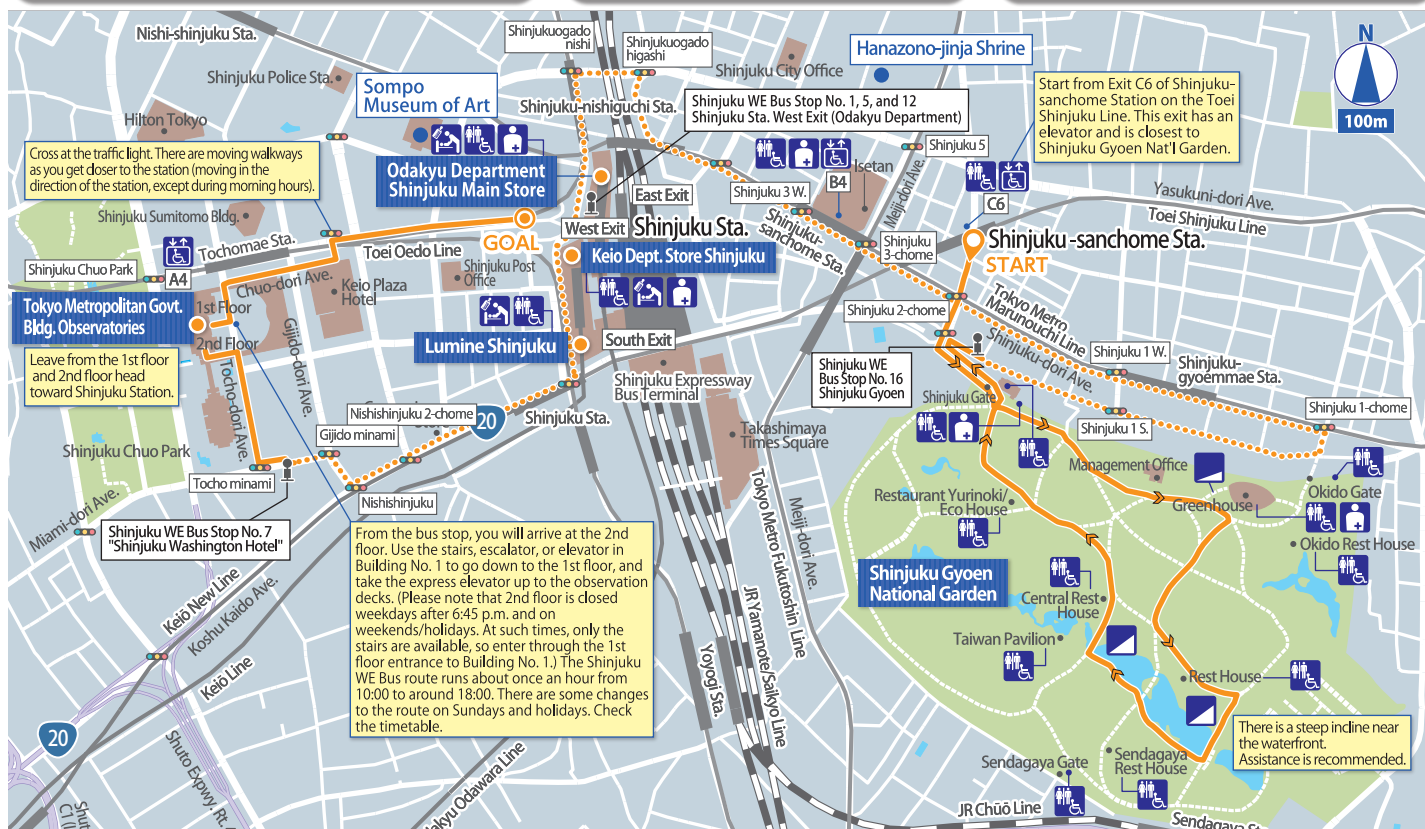 Nishi-shinjuku Sta.
Shinjukuogado
nishi
Shinjukuogado
higashi
Shinjuku Police Sta.
Sompo
Museum of Art
Shinjuku City Office
Hanazono-jinja Shrine
N
100m
Hilton Tokyo
Shinjuku-nishiguchi Sta.
Shinjuku WE Bus Stop No. 1, 5, and 12
Shinjuku Sta. West Exit (Odakyu Department)
Start from Exit C6 of Shinjuku-
sanchome Station on the Toei
Shinjuku Line. This exit has an
elevator and is closest to
Shinjuku Gyoen Nat'l Garden.
Cross at the traffic light. There are moving walkways
as you get closer to the station (moving in the
direction of the station, except during morning hours).
Odakyu Department
Shinjuku Main Store
Shinjuku 5
Isetan
B4
Meiji-dori Ave.
C6
Yasukuni-dori Ave.
Toei Shinjuku Line
East Exit
West Exit
Shinjuku Sta.
Shinjuku 3 W.
Shinjuku-
sanchome Sta.
Shinjuku
3-chome
Shinjuku -sanchome Sta.
START
Shinjuku Sumitomo Bldg.
Tochomae Sta.
Toei Oedo Line
GOAL
Keio Dept. Store Shinjuku
Shinjuku Post
Office
Shinjuku Chuo Park
A4
Chuo-dori Ave.
Keio Plaza
Hotel
Tokyo Metropolitan Govt.
Bldg. Observatories
1st Floor
2nd Floor
Gijido-dori Ave.
Leave from the 1st floor
and 2nd floor head
toward Shinjuku Station.
Tocho-dori Ave.
Lumine Shinjuku
South Exit
Shinjuku 2-chome
Tokyo Metro
Marunouchi Line
Shinjuku-dori Ave.
Shinjuku 1 W.
Shinjuku-
gyoemmae Sta.
Shinjuku WE
Bus Stop No. 16
Shinjuku Gyoen
Shinjuku Expressway
Bus Terminal
Shinjuku Gate
Shinjuku 1-chome
Shinjuku 1 S.
Nishishinjuku 2-chome
20
Shinjuku Sta.
Takashimaya
Times Square
Gijido minami
Shinjuku Chuo Park
Tocho minami
Nishishinjuku
Management Office
Greenhouse
Okido Gate
Okido Rest House
Miami-dori Ave.
Shinjuku WE Bus Stop No. 7
"Shinjuku Washington Hotel"
Restaurant Yurinoki/
Eco House
From the bus stop, you will arrive at the 2nd
floor. Use the stairs, escalator, or elevator in
Building No. 1 to go down to the 1st floor, and
take the express elevator up to the observation
decks. (Please note that 2nd floor is closed
weekdays after 6:45 p.m. and on
weekends/holidays. At such times, only the
stairs are available, so enter through the 1st
floor entrance to Building No. 1.) The Shinjuku
WE Bus route runs about once an hour from
10:00 to around 18:00. There are some changes
to the route on Sundays and holidays. Check
the timetable.
Tokyo Metro Fukutoshin Line
Meiji-dori Ave.
JR Yamanote/Saikyo Line
Yoyogi Sta.
Shinjuku Gyoen
National Garden
Central Rest
House
Taiwan Pavilion
Rest House
Keiō New Line
Koshu Kaido Ave.
Keiō Line
20
Shuto Expwy. Rt.
There is a steep incline near
the waterfront.
Assistance is recommended.
Sendagaya Gate
Sendagaya
Rest House
JR Chūō Line
Odawara Line
Sendagaya